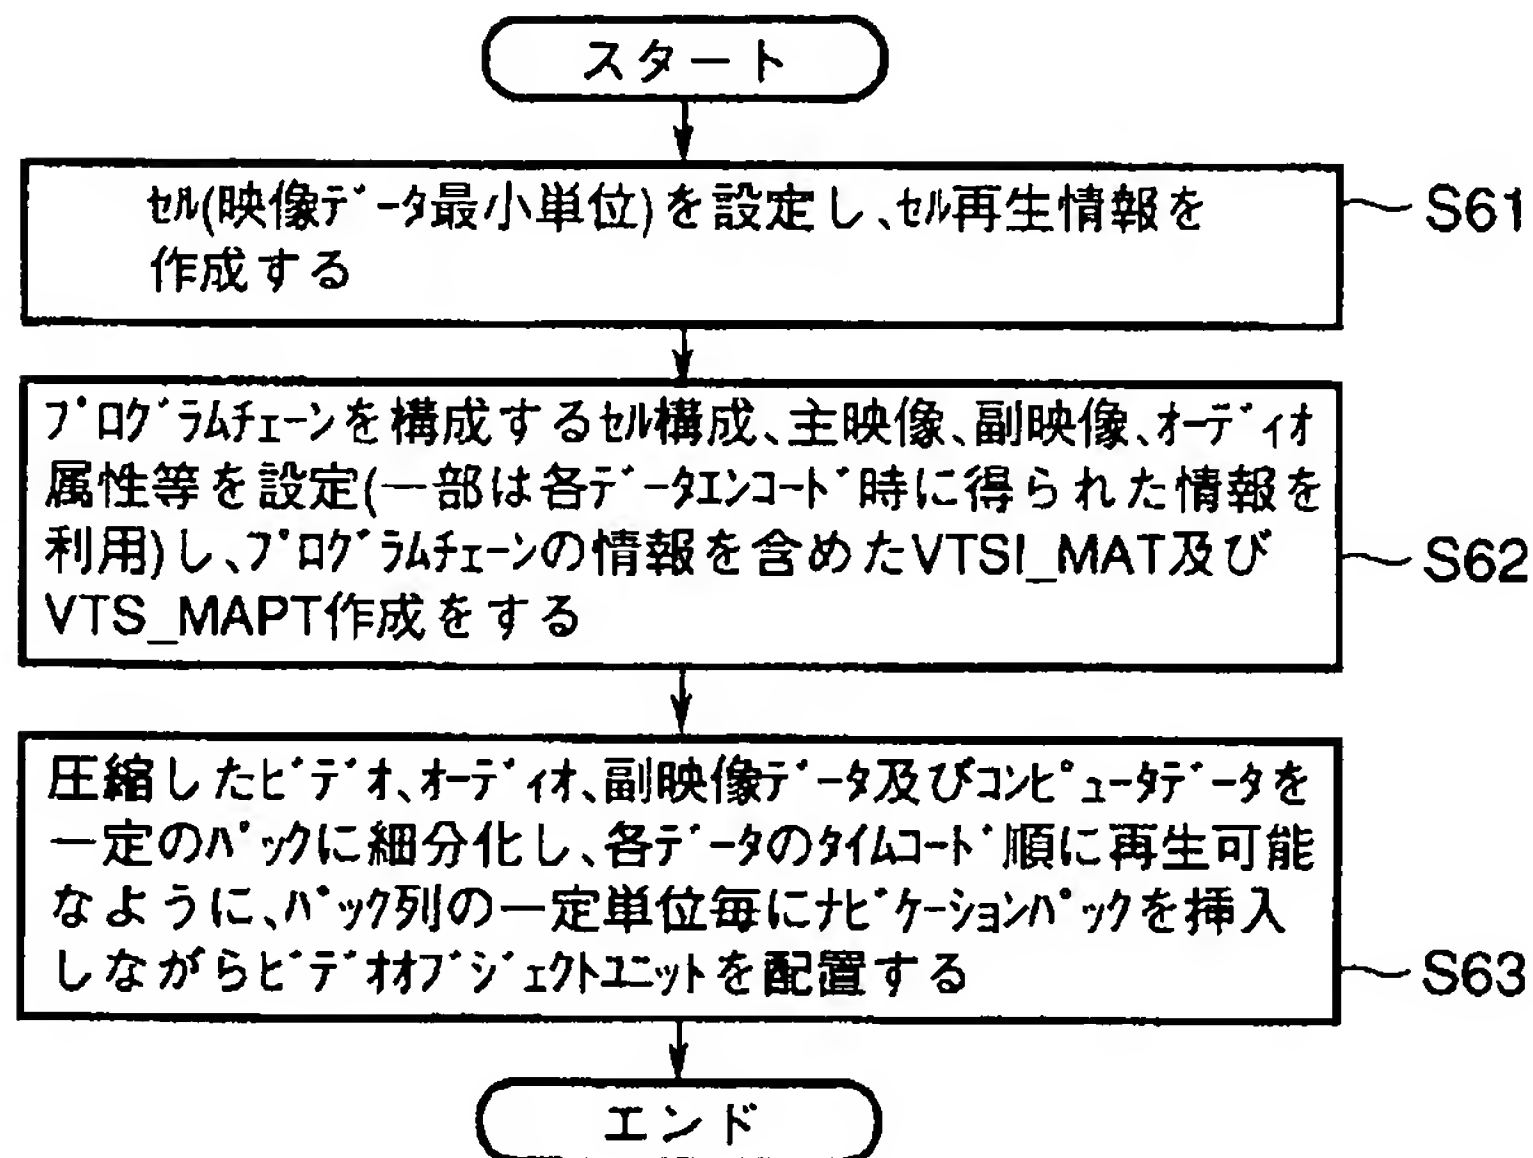 スタート
ｾﾙ(映像ﾃﾞｰﾀ最小単位)を設定し､ｾﾙ再生情報を
作成する
S61
ﾌﾟﾛｸﾞﾗﾑﾁｪｰﾝを構成するｾﾙ構成､主映像､副映像､ｵｰﾃﾞｨｵ
属性等を設定(一部は各ﾃﾞｰﾀｴﾝｺｰﾄﾞ時に得られた情報を
利用)し､ﾌﾟﾛｸﾞﾗﾑﾁｪｰﾝの情報を含めたVTSI_MAT及び
VTS_MAPT作成をする
S62
圧縮したﾋﾞﾃﾞｵ､ｵｰﾃﾞｨｵ､副映像ﾃﾞｰﾀ及びｺﾝﾋﾟｭｰﾀﾃﾞｰﾀを
一定のﾊﾟｯｸに細分化し､各ﾃﾞｰﾀのﾀｲﾑｺｰﾄﾞ順に再生可能
なように､ﾊﾟｯｸ列の一定単位毎にﾅﾋﾞｹﾞｰｼｮﾝﾊﾟｯｸを挿入
しながらﾋﾞﾃﾞｵｵﾌﾞｼﾞｪｸﾄﾕﾆｯﾄを配置する
S63
エンド